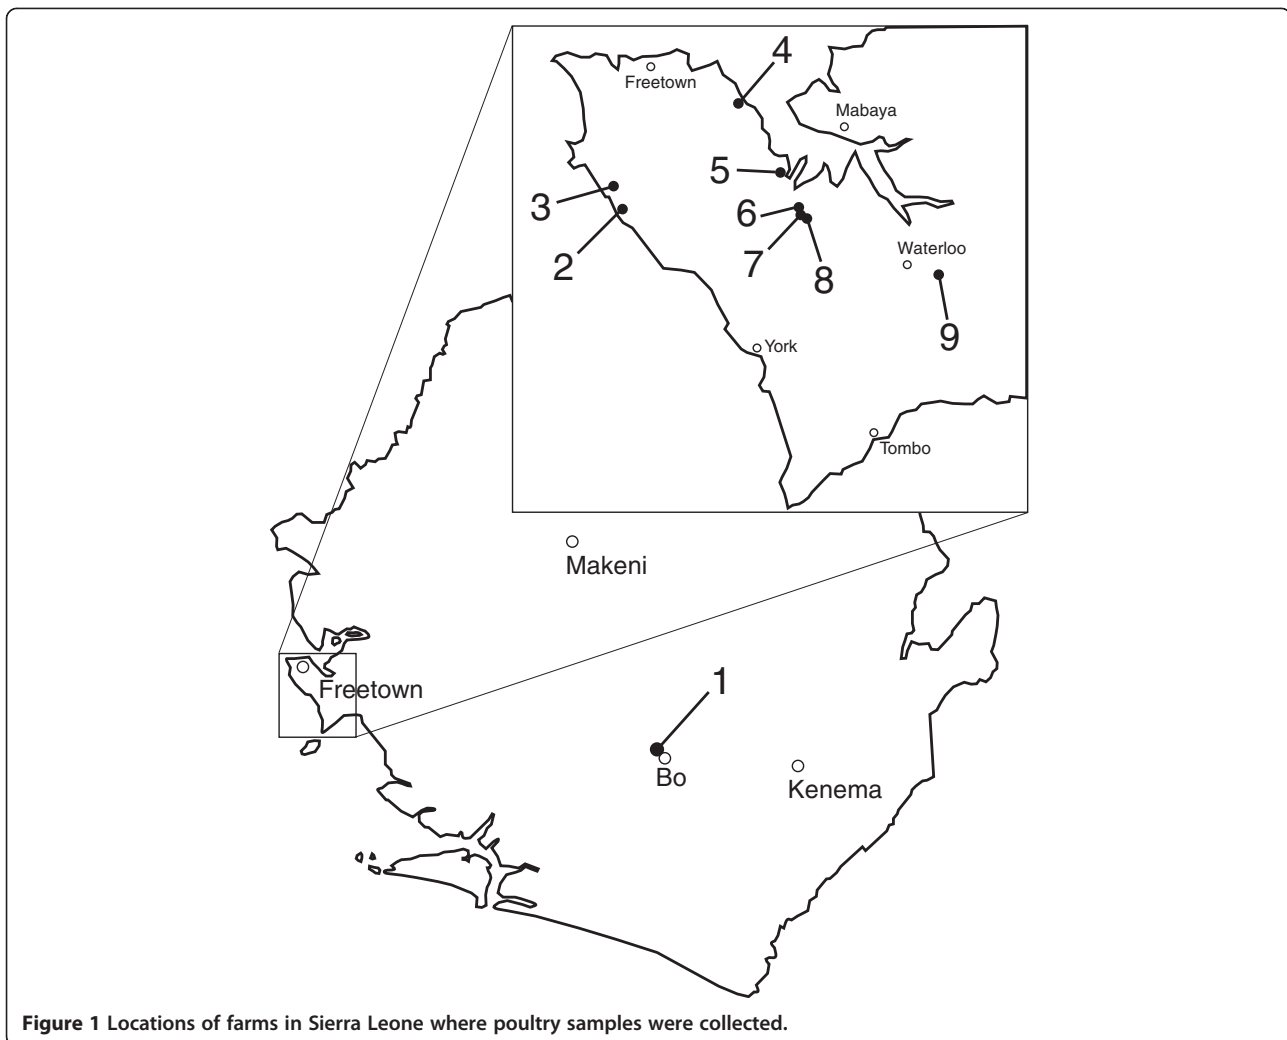 4
Freetown
Mabaya
5
3
6
2
7
8
Waterloo
9
York
Tombo
Makeni
Freetown
1
Bo
Kenema
Figure 1 Locations of farms in Sierra Leone where poultry samples were collected.